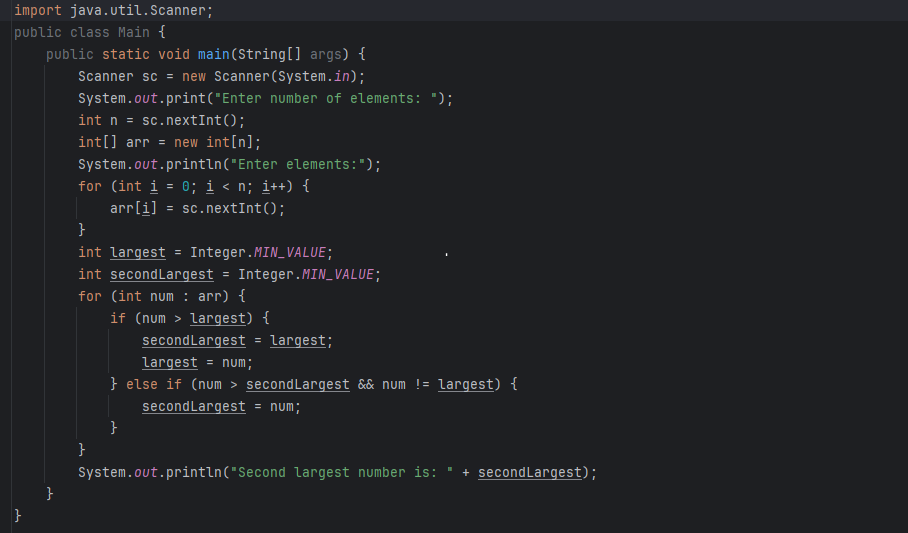 import java.util.Scanner;
public class Main {
    public static void main(String[] args) {
        Scanner sc = new Scanner(System.in);
        System.out.print("Enter number of elements: ");
        int n = sc.nextInt();
        int[] arr = new int[n];
        System.out.println("Enter elements:");
        for (int i = 0; i < n; i++) {
            arr[i] = sc.nextInt();
        }
        int largest = Integer.MIN_VALUE;
        int secondLargest = Integer.MIN_VALUE;
        for (int num : arr) {
            if (num > largest) {
                secondLargest = largest;
                largest = num;
            } else if (num > secondLargest && num != largest) {
                secondLargest = num;
            }
        }
        System.out.println("Second largest number is: " + secondLargest);
    }
}